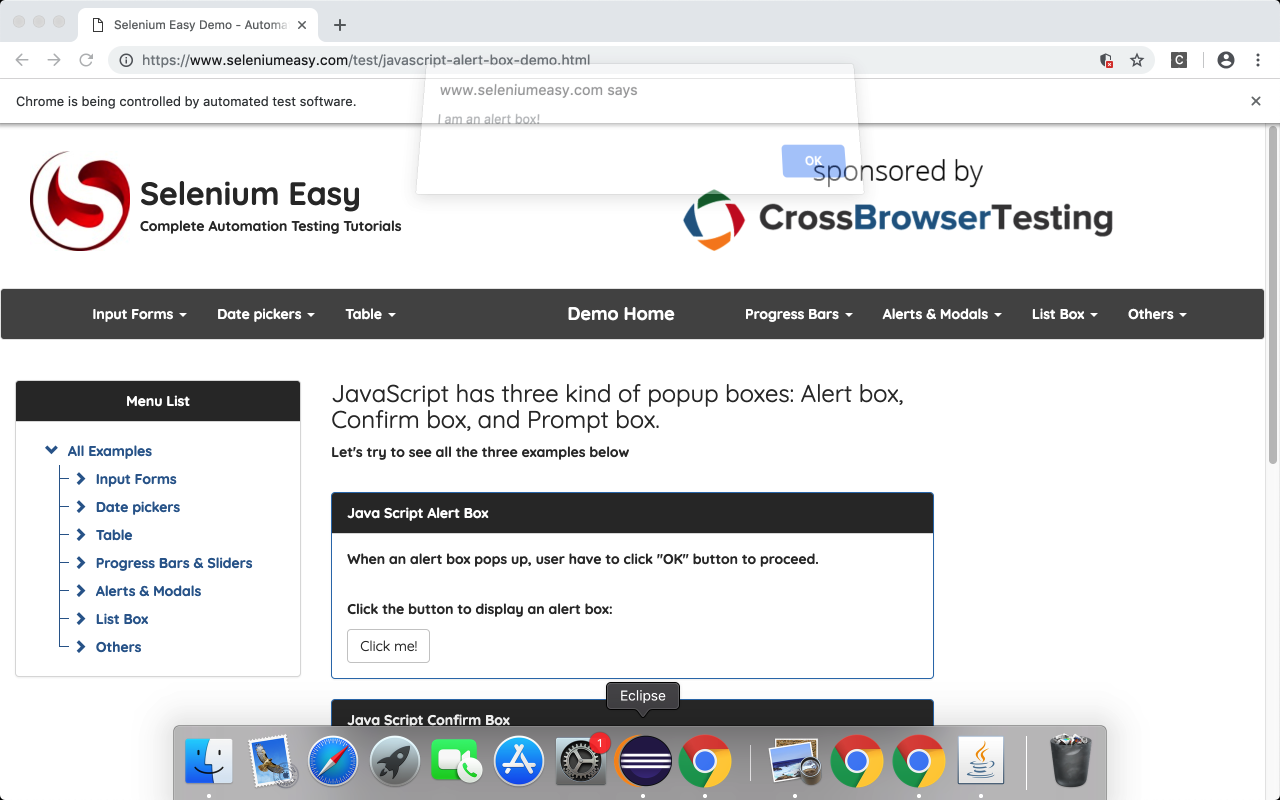 Selenium Easy Demo - Automa
https://www.seleniumeasy.com/test/javascript-alert-box-demo.html
C
Chrome is being controlled by automated test software.
www.seleniumeasy.com says
I am an alert box!
OK
Selenium Easy
Complete Automation Testing Tutorials
sponsored by
CrossBrowserTesting
Input Forms
Date pickers
Table
Demo Home
Progress Bars
Alerts & Modals
List Box
Others
Menu List
All Examples
Input Forms
Date pickers
Table
Progress Bars & Sliders
Alerts & Modals
List Box
Others
JavaScript has three kind of popup boxes: Alert box,
Confirm box, and Prompt box.
Let's try to see all the three examples below
Java Script Alert Box
When an alert box pops up, user have to click "OK" button to proceed.
Click the button to display an alert box:
Click me!
Eclipse
Java Script Confirm Box
1
Java